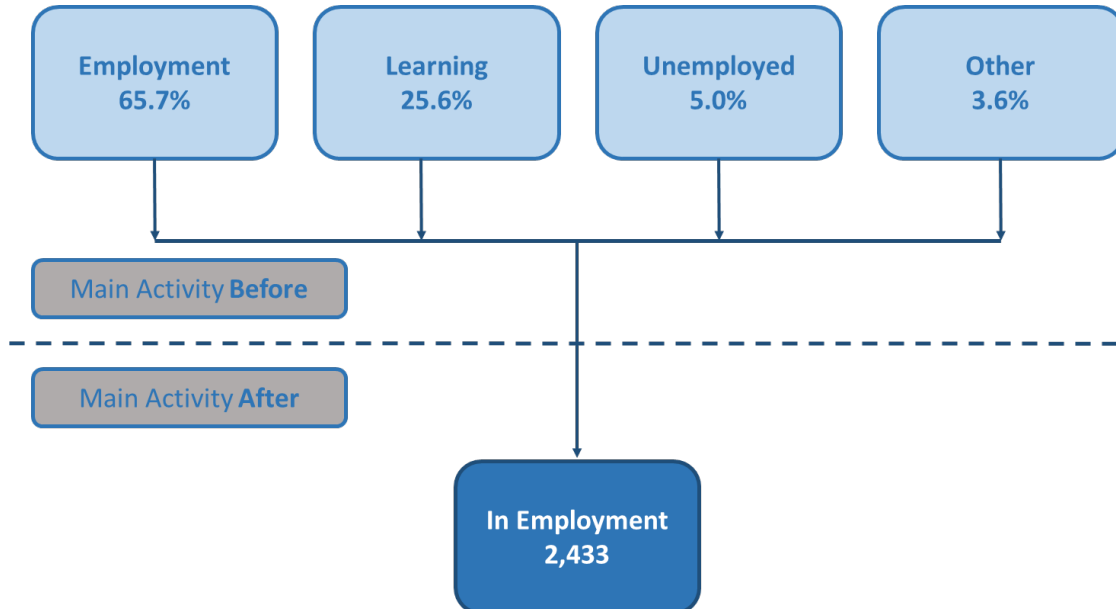 Employment
65.7%
Learning
25.6%
Unemployed
5.0%
Other
3.6%
Main Activity Before
Main Activity After
In Employment
2,433